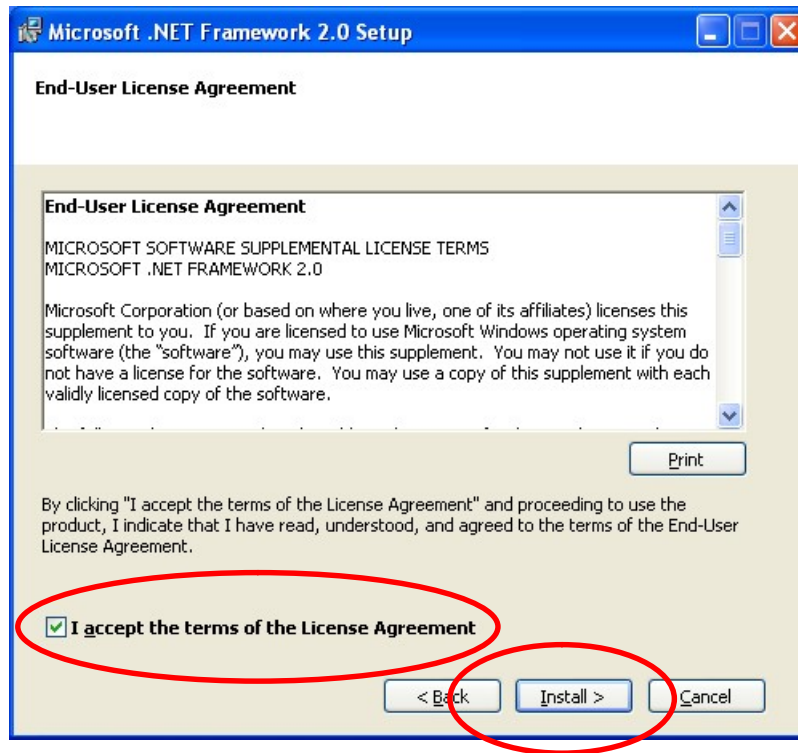 Microsoft .NET Framework 2.0 Setup
End-User License Agreement
End-User License Agreement
MICROSOFT SOFTWARE SUPPLEMENTAL LICENSE TERMS
MICROSOFT .NET FRAMEWORK 2.0
Microsoft Corporation (or based on where you live, one of its affiliates) licenses this
supplement to you.  If you are licensed to use Microsoft Windows operating system
software (the “software”), you may use this supplement.  You may not use it if you do
not have a license for the software.  You may use a copy of this supplement with each
validly licensed copy of the software.
Print
By clicking "I accept the terms of the License Agreement" and proceeding to use the
product, I indicate that I have read, understood, and agreed to the terms of the End-User
License Agreement.
I accept the terms of the License Agreement
< Back Install > Cancel